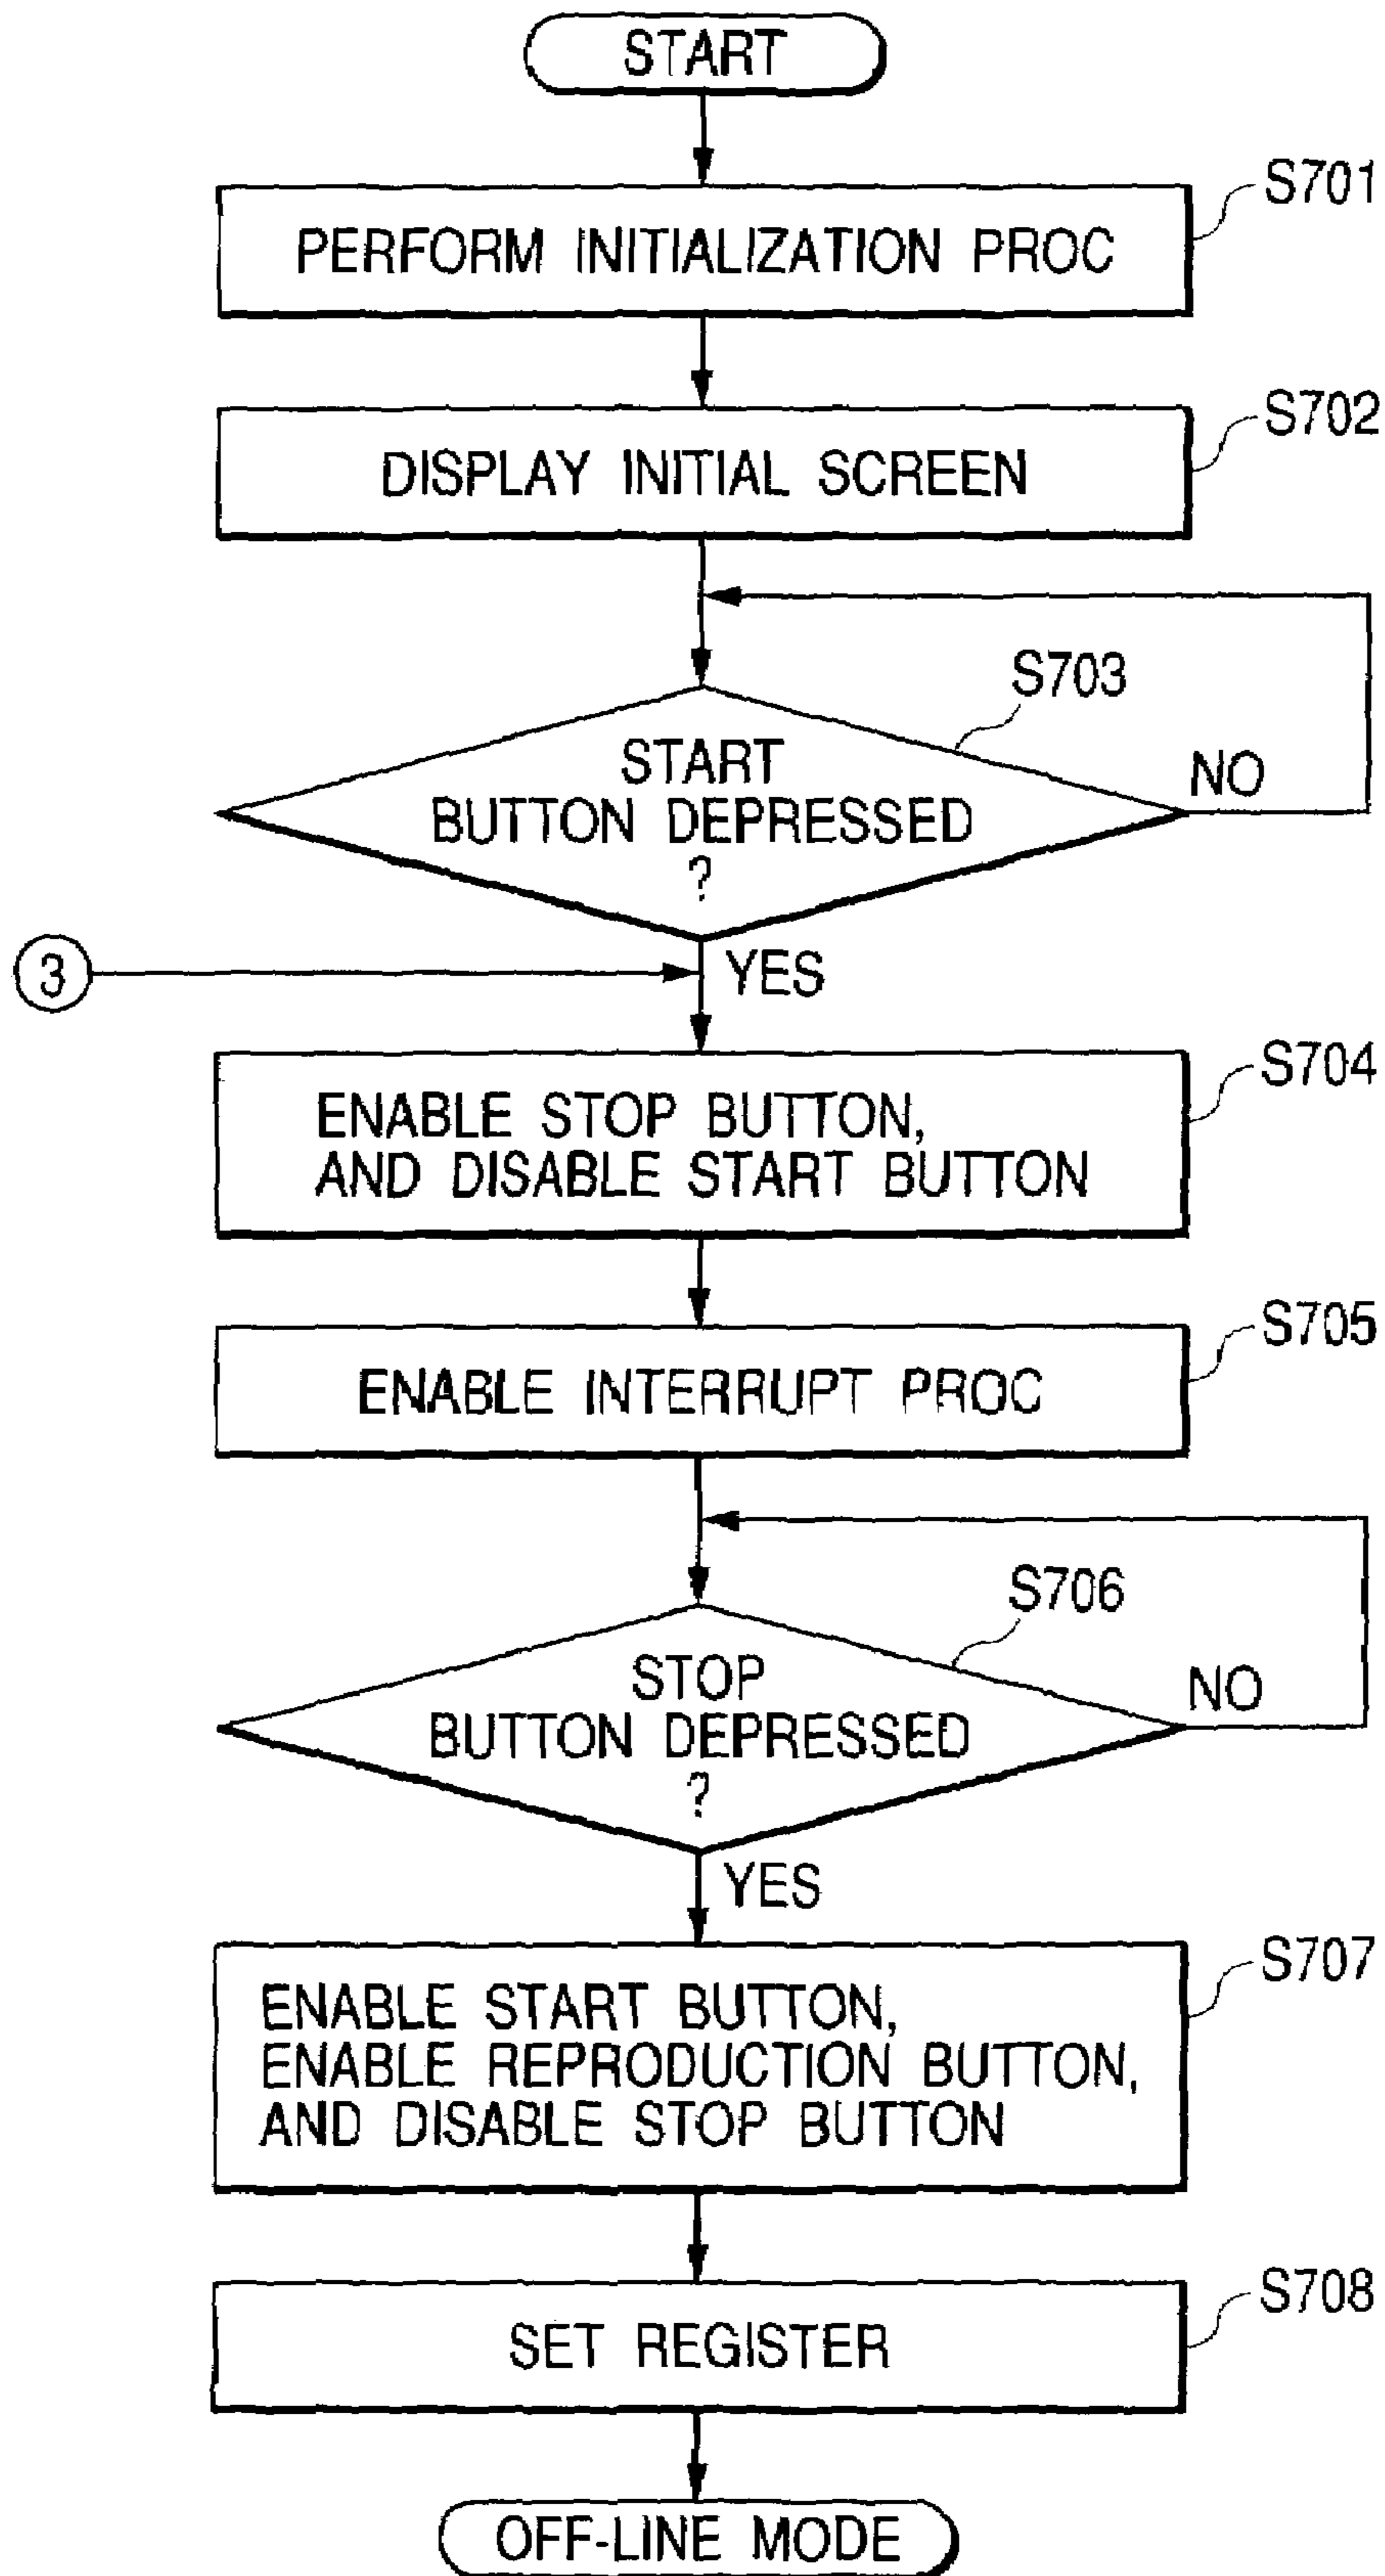 START
S701
PERFORM INITIALIZATION PROC
S702
DISPLAY INITIAL SCREEN
S703
START
BUTTON DEPRESSED
?
NO
3
YES
S704
ENABLE STOP BUTTON,
AND DISABLE START BUTTON
S705
ENABLE INTERRUPT PROC
S706
STOP
BUTTON DEPRESSED
?
NO
YES
S707
ENABLE START BUTTON,
ENABLE REPRODUCTION BUTTON,
AND DISABLE STOP BUTTON
S708
SET REGISTER
OFF-LINE MODE